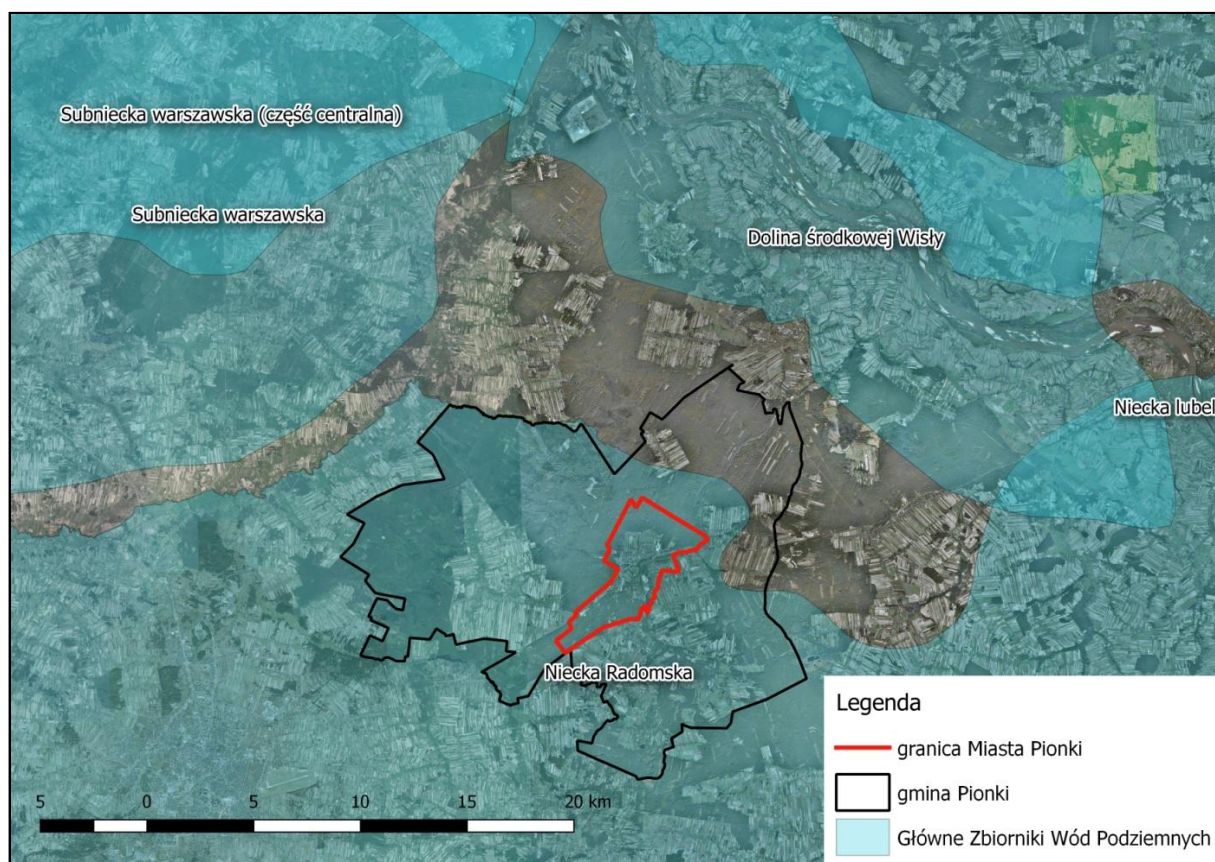 Subniecka warszawska (część centralna)
Subniecka warszawska
Dolina środkowej Wisły
Niecka lubel
Niecka Radomska
Legenda
granica Miasta Pionki
gmina Pionki
Główne Zbiorniki Wód Podziemnych
5 0 5 10 15 20 km